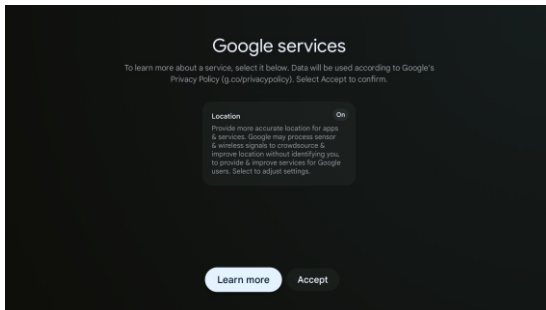 Google services
To learn more about a service, select it below. Data will be used according to Google's
Privacy Policy (g.co/privacypolicy). Select Accept to confirm.
Location
On
Provide more accurate location for apps
& services. Google may process sensor
& wireless signals to crowdsource &
improve location without identifying you,
to provide & improve services for Google
users. Select to adjust settings.
Learn more
Accept